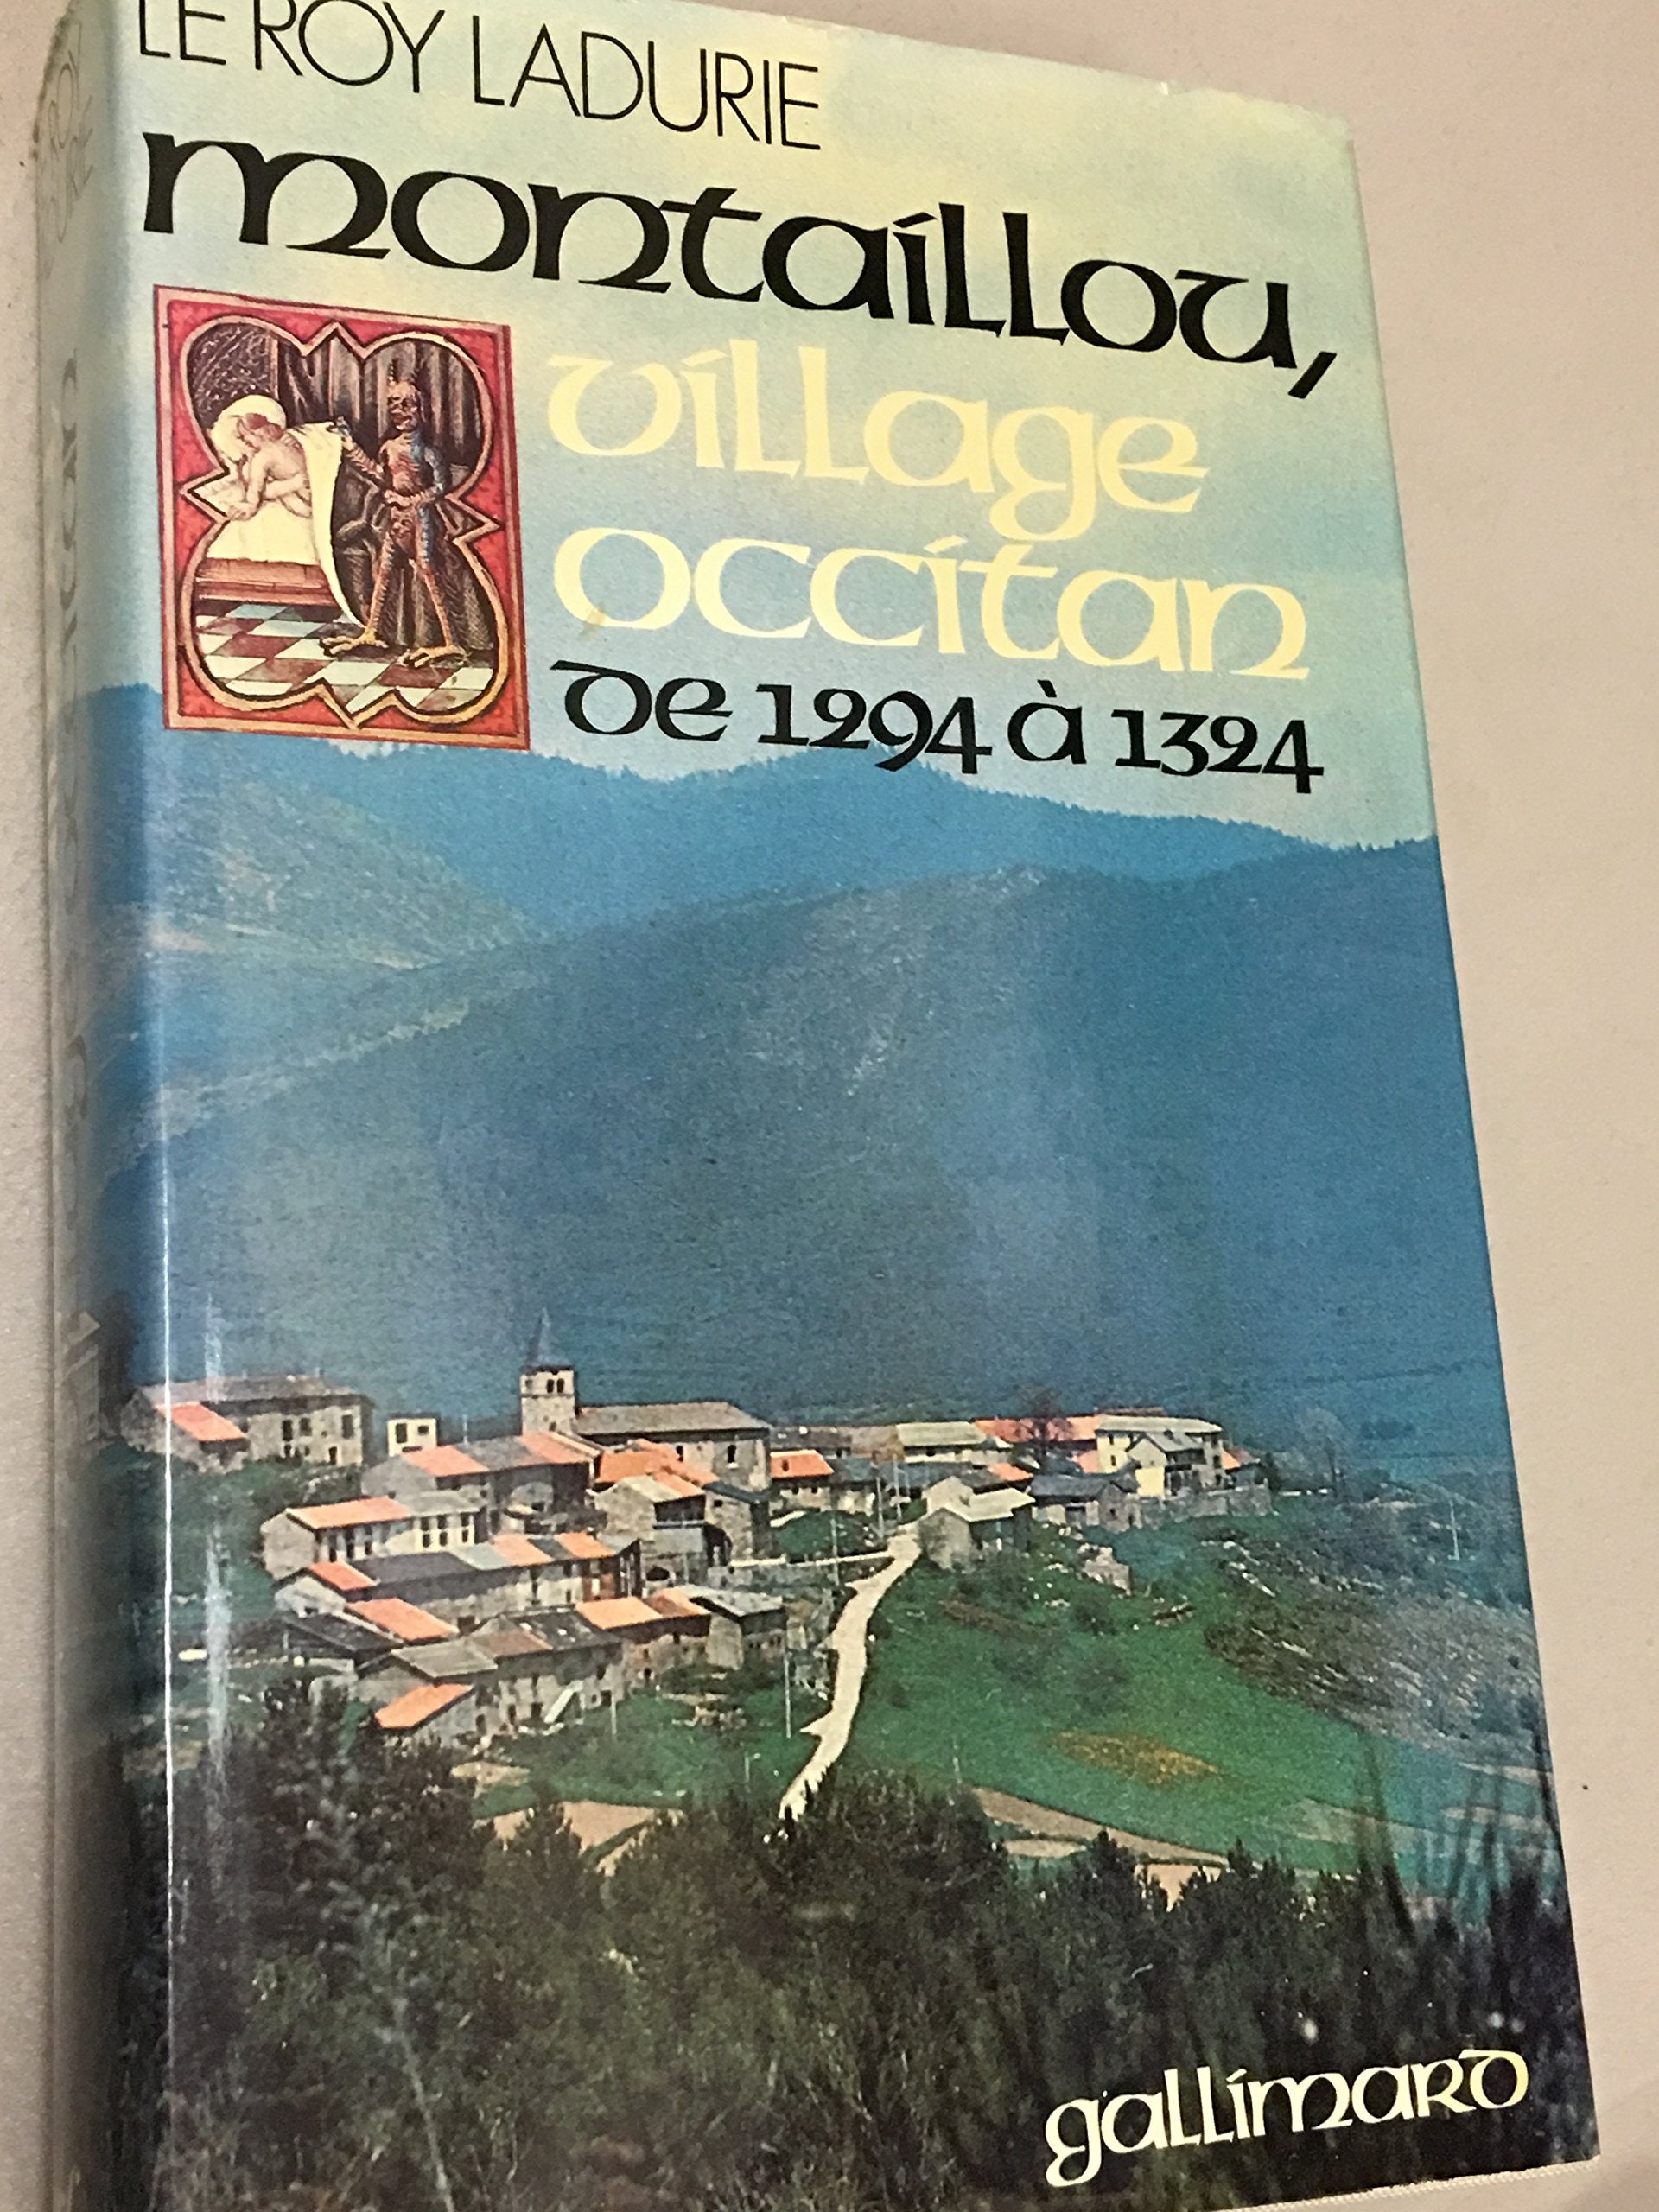 LE ROY LADURIE
montaillou,
village
occitan
de 1294 à 1324
gallimard